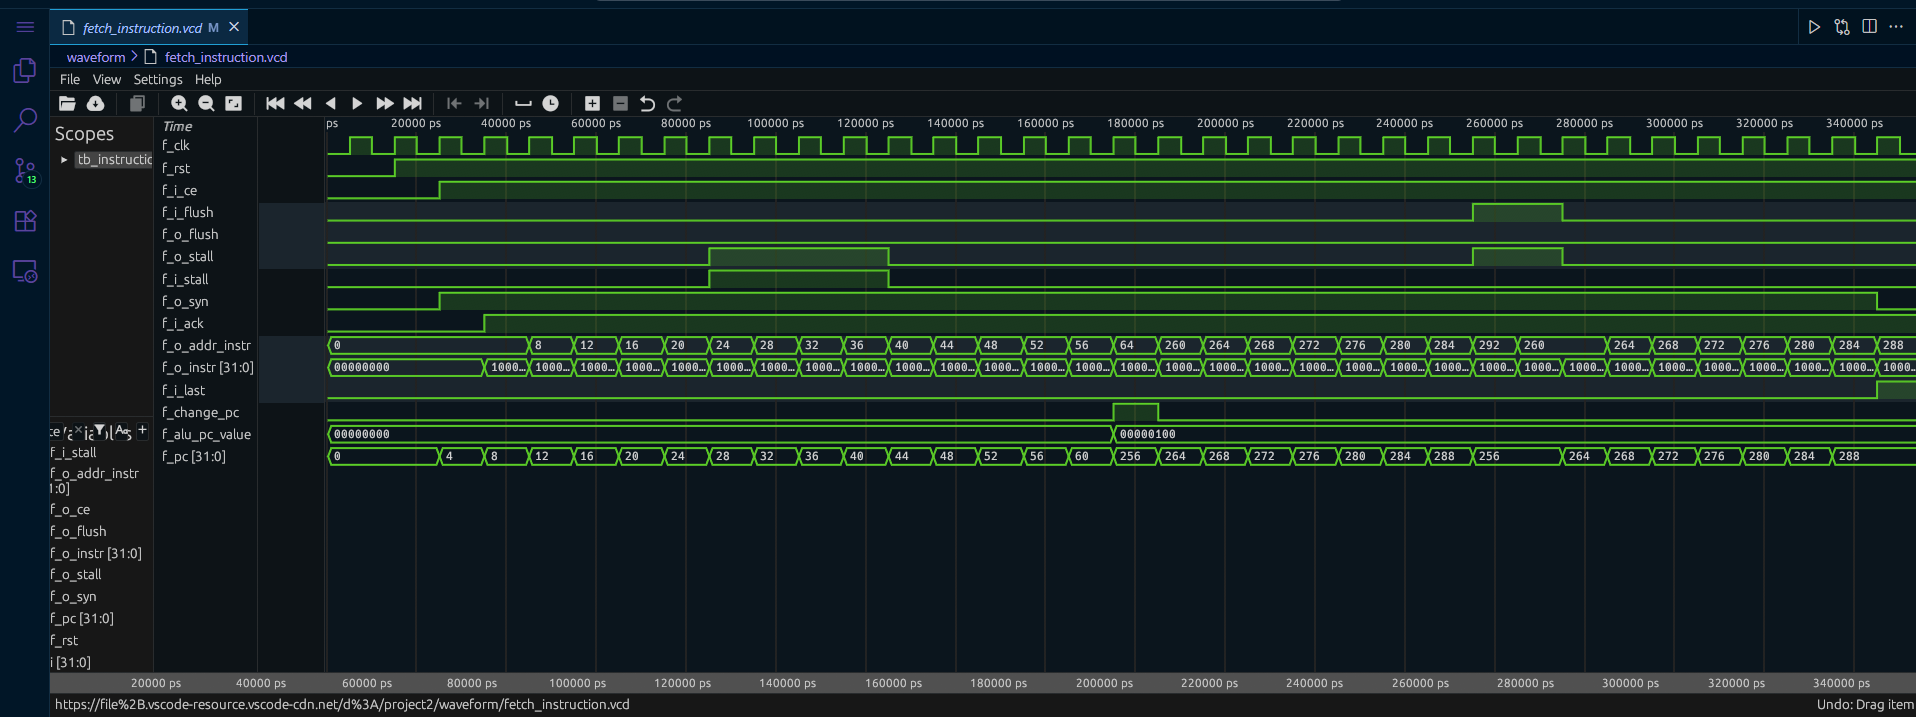 fetch_instruction.vcd M
waveform > fetch_instruction.vcd
File View Settings Help
Scopes
tb_instructic
13
Time
ps 20000 ps 40000 ps 60000 ps 80000 ps 100000 ps 120000 ps 140000 ps 160000 ps 180000 ps 200000 ps 220000 ps 240000 ps 260000 ps 280000 ps 300000 ps 320000 ps 340000 ps
f_clk
f_rst
f_i_ce
f_i_flush
f_o_flush
f_o_stall
f_i_stall
f_o_syn
f_i_ack
f_o_addr_instr 0 8 12 16 20 24 28 32 36 40 44 48 52 56 64 260 264 268 272 276 280 284 292 260 264 268 272 276 280 284 288
f_o_instr [31:0] 00000000 1000… 1000… 1000… 1000… 1000… 1000… 1000… 1000… 1000… 1000… 1000… 1000… 1000… 1000… 1000… 1000… 1000… 1000… 1000… 1000… 1000… 1000… 1000… 1000… 1000… 1000… 1000… 1000… 1000… 1000… 1000… 1000…
f_i_last
f_change_pc
f_alu_pc_value 00000000 00000100
f_pc [31:0] 0 4 8 12 16 20 24 28 32 36 40 44 48 52 56 60 256 264 268 272 276 280 284 288 256 264 268 272 276 280 284 288
f_i_stall
f_o_addr_instr
1:0]
f_o_ce
f_o_flush
f_o_instr [31:0]
f_o_stall
f_o_syn
f_pc [31:0]
f_rst
i [31:0]
20000 ps 40000 ps 60000 ps 80000 ps 100000 ps 120000 ps 140000 ps 160000 ps 180000 ps 200000 ps 220000 ps 240000 ps 260000 ps 280000 ps 300000 ps 320000 ps 340000 ps
https://file%2B.vscode-resource.vscode-cdn.net/d%3A/project2/waveform/fetch_instruction.vcd Undo: Drag item